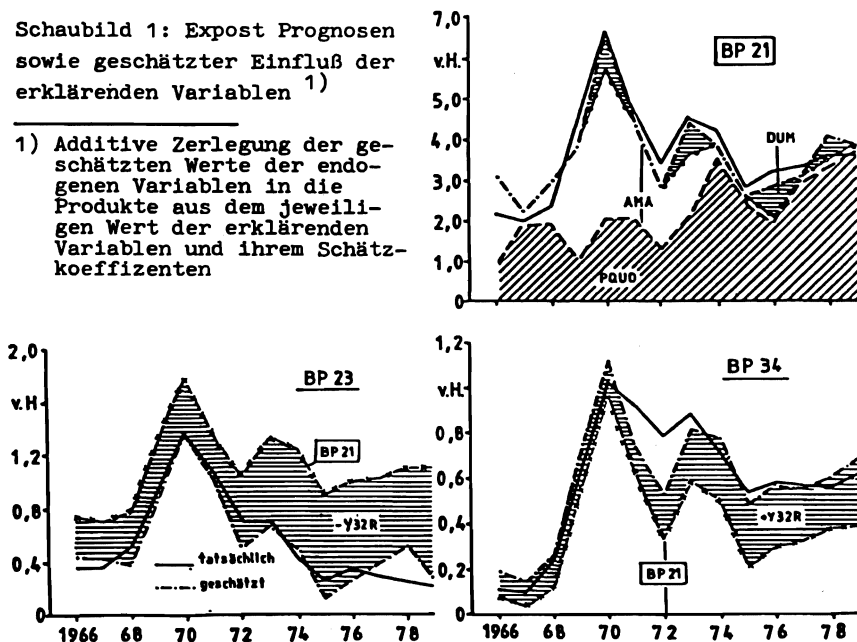 Schaubild 1: Expost Prognosen
sowie geschätzter Einfluß der
erklärenden Variablen 1)
1) Additive Zerlegung der ge-
schätzten Werte der endo-
genen Variablen in die
Produkte aus dem jeweili-
gen Wert der erklärenden
Variablen und ihrem Schätz-
koeffizenten
7,0
v.H.
6,0
5,0
4,0
3,0
2,0
1,0
0
BP 21
DUM
AMA
PQUO
2,0
v.H
1,2
0,8
0,4
0
BP 23
BP 21
-Y32R
tatsächlich
geschätzt
1966 68 70 72 74 76 78
1,2
v.H.
0,8
0,6
0,4
0,2
0
BP 34
+Y32R
BP 21
1966 68 70 72 74 76 78